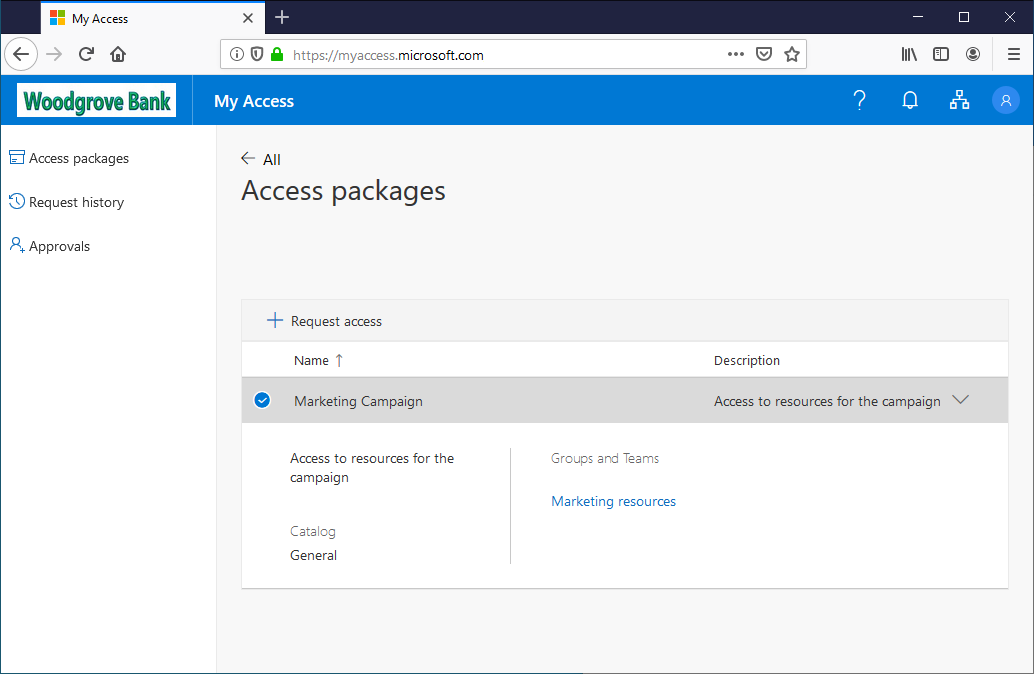 My Access
https://myaccess.microsoft.com
Woodgrove Bank
My Access
Access packages
Request history
Approvals
All
Access packages
Request access
Name
Description
Marketing Campaign
Access to resources for the campaign
Access to resources for the
campaign
Groups and Teams
Marketing resources
Catalog
General